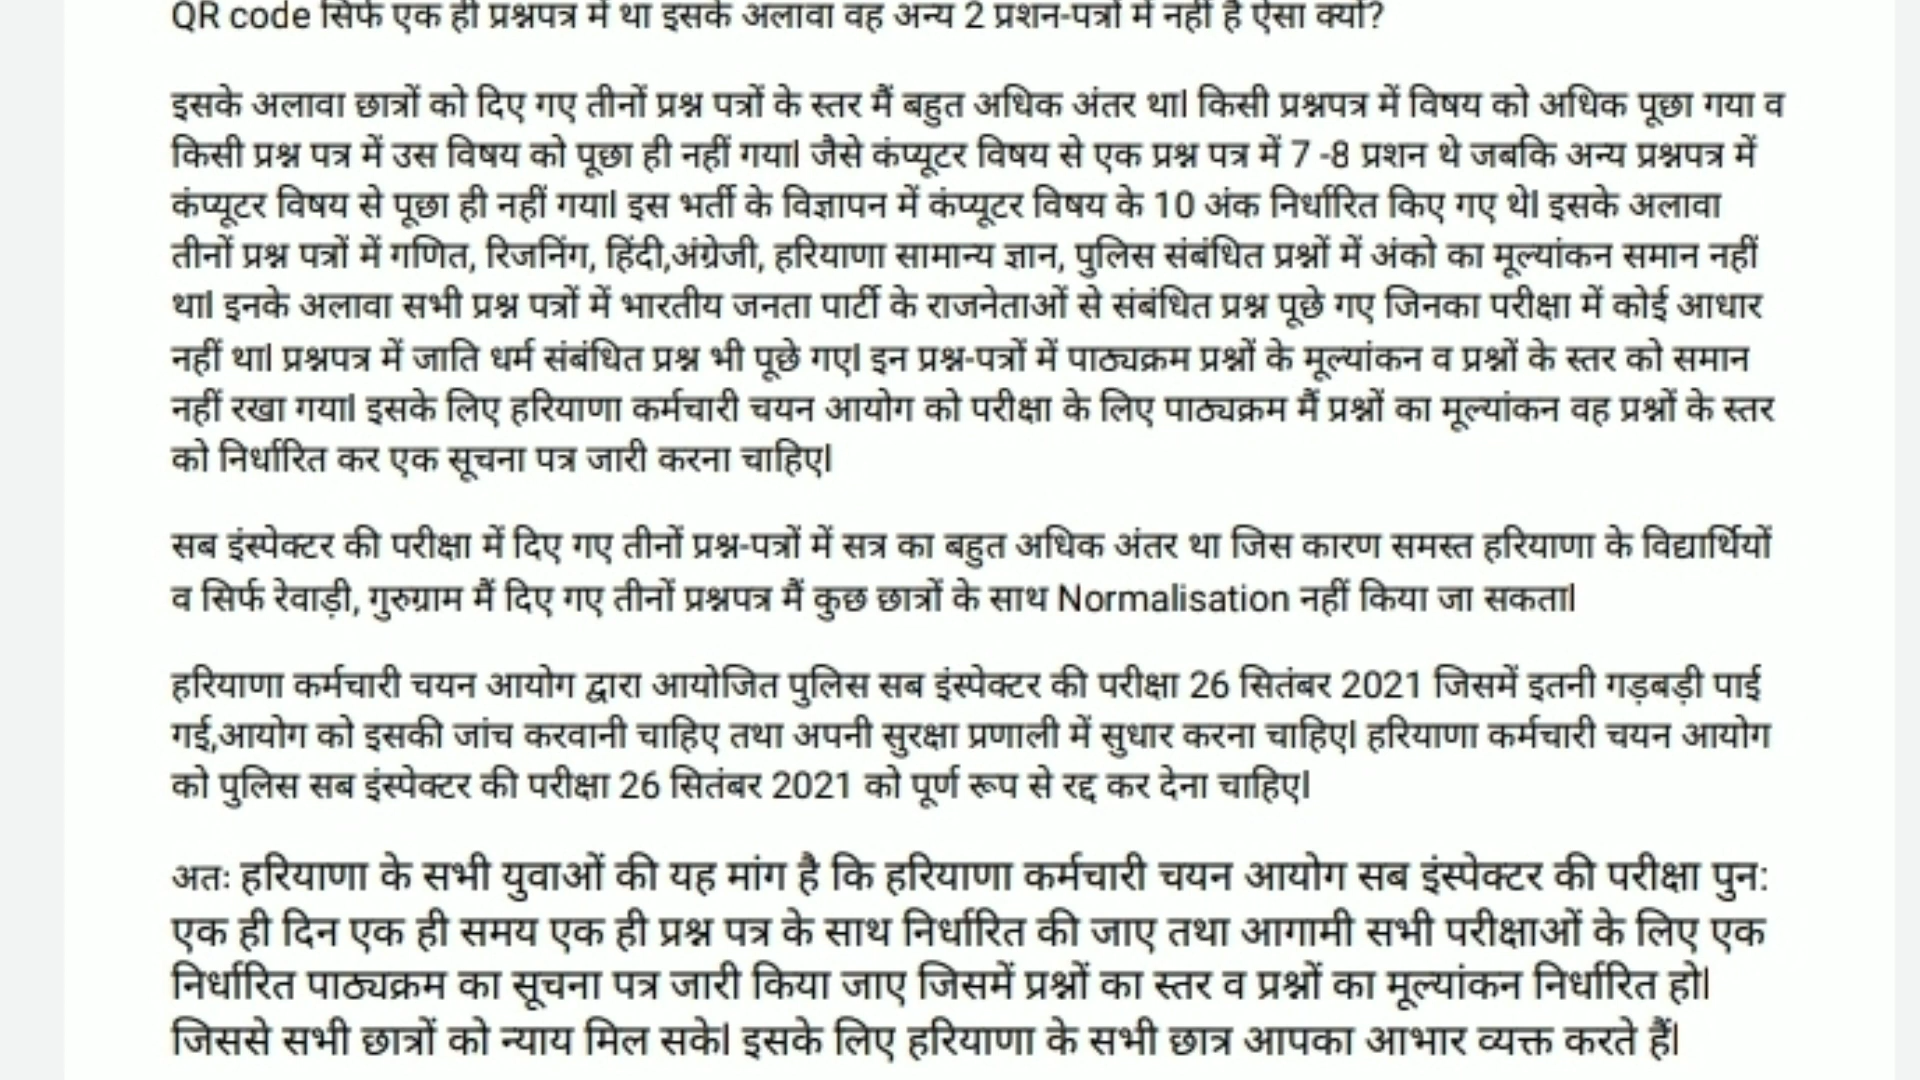 QR code सिर्फ एक ही प्रश्नपत्र में था इसके अलावा वह अन्य 2 प्रशन-पत्रों में नहीं है ऐसा क्यों?
इसके अलावा छात्रों को दिए गए तीनों प्रश्न पत्रों के स्तर मैं बहुत अधिक अंतर था। किसी प्रश्नपत्र में विषय को अधिक पूछा गया व
किसी प्रश्न पत्र में उस विषय को पूछा ही नहीं गया। जैसे कंप्यूटर विषय से एक प्रश्न पत्र में 7 -8 प्रशन थे जबकि अन्य प्रश्नपत्र में
कंप्यूटर विषय से पूछा ही नहीं गया। इस भर्ती के विज्ञापन में कंप्यूटर विषय के 10 अंक निर्धारित किए गए थे। इसके अलावा
तीनों प्रश्न पत्रों में गणित, रिजनिंग, हिंदी,अंग्रेजी, हरियाणा सामान्य ज्ञान, पुलिस संबंधित प्रश्नों में अंको का मूल्यांकन समान नहीं
था। इनके अलावा सभी प्रश्न पत्रों में भारतीय जनता पार्टी के राजनेताओं से संबंधित प्रश्न पूछे गए जिनका परीक्षा में कोई आधार
नहीं था। प्रश्नपत्र में जाति धर्म संबंधित प्रश्न भी पूछे गए। इन प्रश्न-पत्रों में पाठ्यक्रम प्रश्नों के मूल्यांकन व प्रश्नों के स्तर को समान
नहीं रखा गया। इसके लिए हरियाणा कर्मचारी चयन आयोग को परीक्षा के लिए पाठ्यक्रम मैं प्रश्नों का मूल्यांकन वह प्रश्नों के स्तर
को निर्धारित कर एक सूचना पत्र जारी करना चाहिए।
सब इंस्पेक्टर की परीक्षा में दिए गए तीनों प्रश्न-पत्रों में सत्र का बहुत अधिक अंतर था जिस कारण समस्त हरियाणा के विद्यार्थियों
व सिर्फ रेवाड़ी, गुरुग्राम मैं दिए गए तीनों प्रश्नपत्र मैं कुछ छात्रों के साथ Normalisation नहीं किया जा सकता।
हरियाणा कर्मचारी चयन आयोग द्वारा आयोजित पुलिस सब इंस्पेक्टर की परीक्षा 26 सितंबर 2021 जिसमें इतनी गड़बड़ी पाई
गई,आयोग को इसकी जांच करवानी चाहिए तथा अपनी सुरक्षा प्रणाली में सुधार करना चाहिए। हरियाणा कर्मचारी चयन आयोग
को पुलिस सब इंस्पेक्टर की परीक्षा 26 सितंबर 2021 को पूर्ण रूप से रद्द कर देना चाहिए।
अतः हरियाणा के सभी युवाओं की यह मांग है कि हरियाणा कर्मचारी चयन आयोग सब इंस्पेक्टर की परीक्षा पुन:
एक ही दिन एक ही समय एक ही प्रश्न पत्र के साथ निर्धारित की जाए तथा आगामी सभी परीक्षाओं के लिए एक
निर्धारित पाठ्यक्रम का सूचना पत्र जारी किया जाए जिसमें प्रश्नों का स्तर व प्रश्नों का मूल्यांकन निर्धारित हो।
जिससे सभी छात्रों को न्याय मिल सके। इसके लिए हरियाणा के सभी छात्र आपका आभार व्यक्त करते हैं।